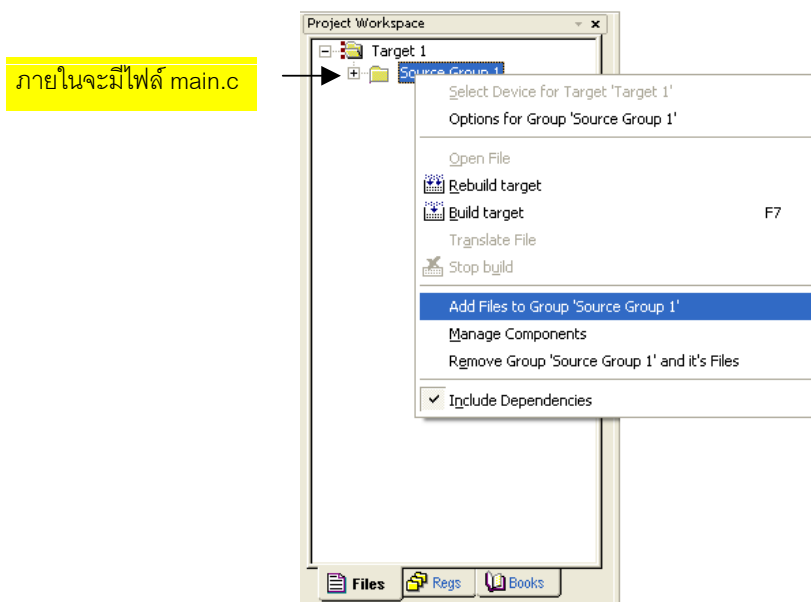 Project Workspace
Target 1
ภายในจะมีไฟล์ main.c
Source Group 1
Select Device for Target 'Target 1'
Options for Group 'Source Group 1'
Open File
Rebuild target
Build target F7
Translate File
Stop build
Add Files to Group 'Source Group 1'
Manage Components
Remove Group 'Source Group 1' and it's Files
Include Dependencies
Files Regs Books